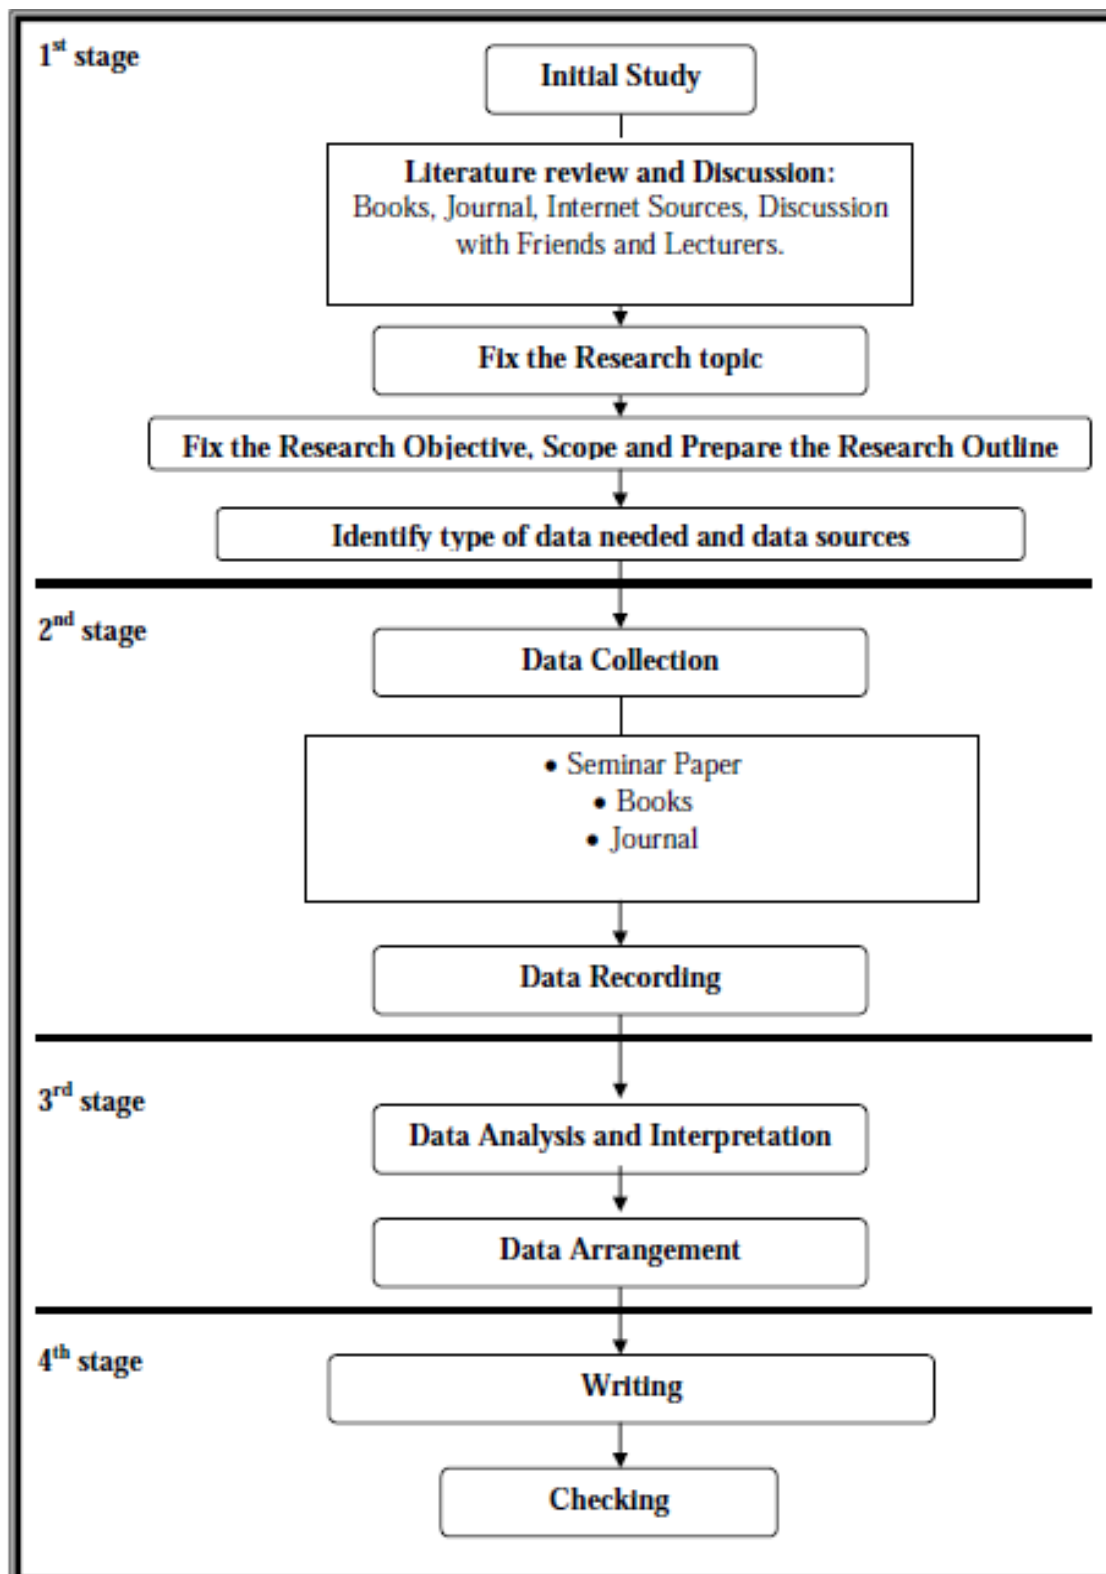 1st stage
Initial Study
Literature review and Discussion:
Books, Journal, Internet Sources, Discussion
with Friends and Lecturers.
Fix the Research topic
Fix the Research Objective, Scope and Prepare the Research Outline
Identify type of data needed and data sources
2nd stage
Data Collection
• Seminar Paper
• Books
• Journal
Data Recording
3rd stage
Data Analysis and Interpretation
Data Arrangement
4th stage
Writing
Checking